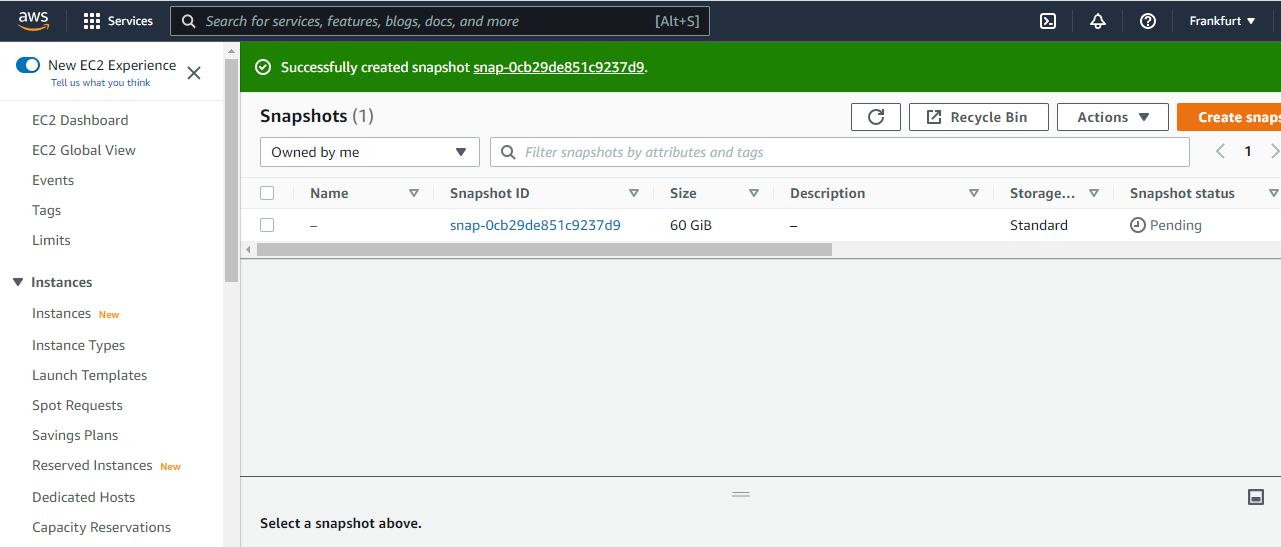 aws
Services
Search for services, features, blogs, docs, and more
[Alt+S]
Frankfurt
New EC2 Experience
Tell us what you think
EC2 Dashboard
EC2 Global View
Events
Tags
Limits
Instances
Instances New
Instance Types
Launch Templates
Spot Requests
Savings Plans
Reserved Instances New
Dedicated Hosts
Capacity Reservations
Successfully created snapshot snap-0cb29de851c9237d9.
Snapshots (1)
Recycle Bin
Actions
Create snaps
Owned by me
Filter snapshots by attributes and tags
1
Name Snapshot ID Size Description Storage... Snapshot status
– snap-0cb29de851c9237d9 60 GiB – Standard Pending
Select a snapshot above.